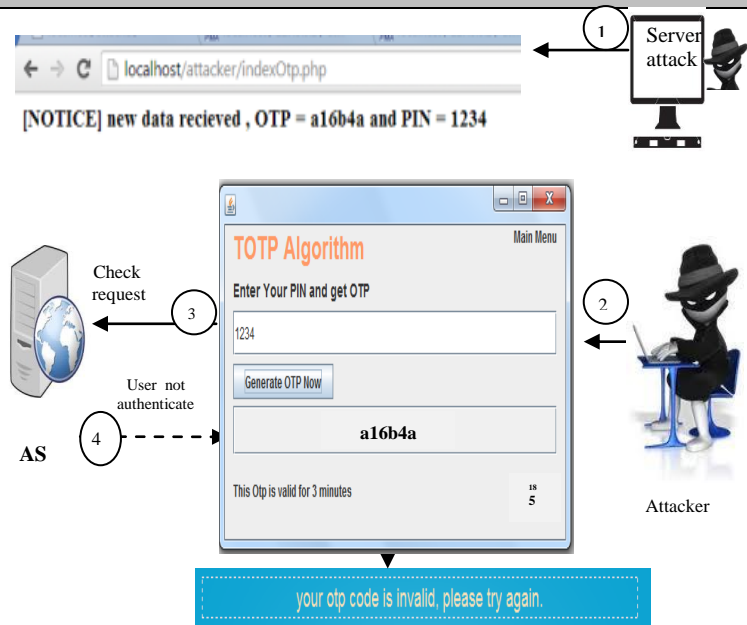 1
Server
attack
localhost/attacker/indexOtp.php
[NOTICE] new data recieved , OTP = a16b4a and PIN = 1234
TOTP Algorithm
Main Menu
Enter Your PIN and get OTP
1234
Generate OTP Now
a16b4a
This Otp is valid for 3 minutes
18
5
Check
request
3
2
User not
authenticate
4
AS
Attacker
your otp code is invalid, please try again.